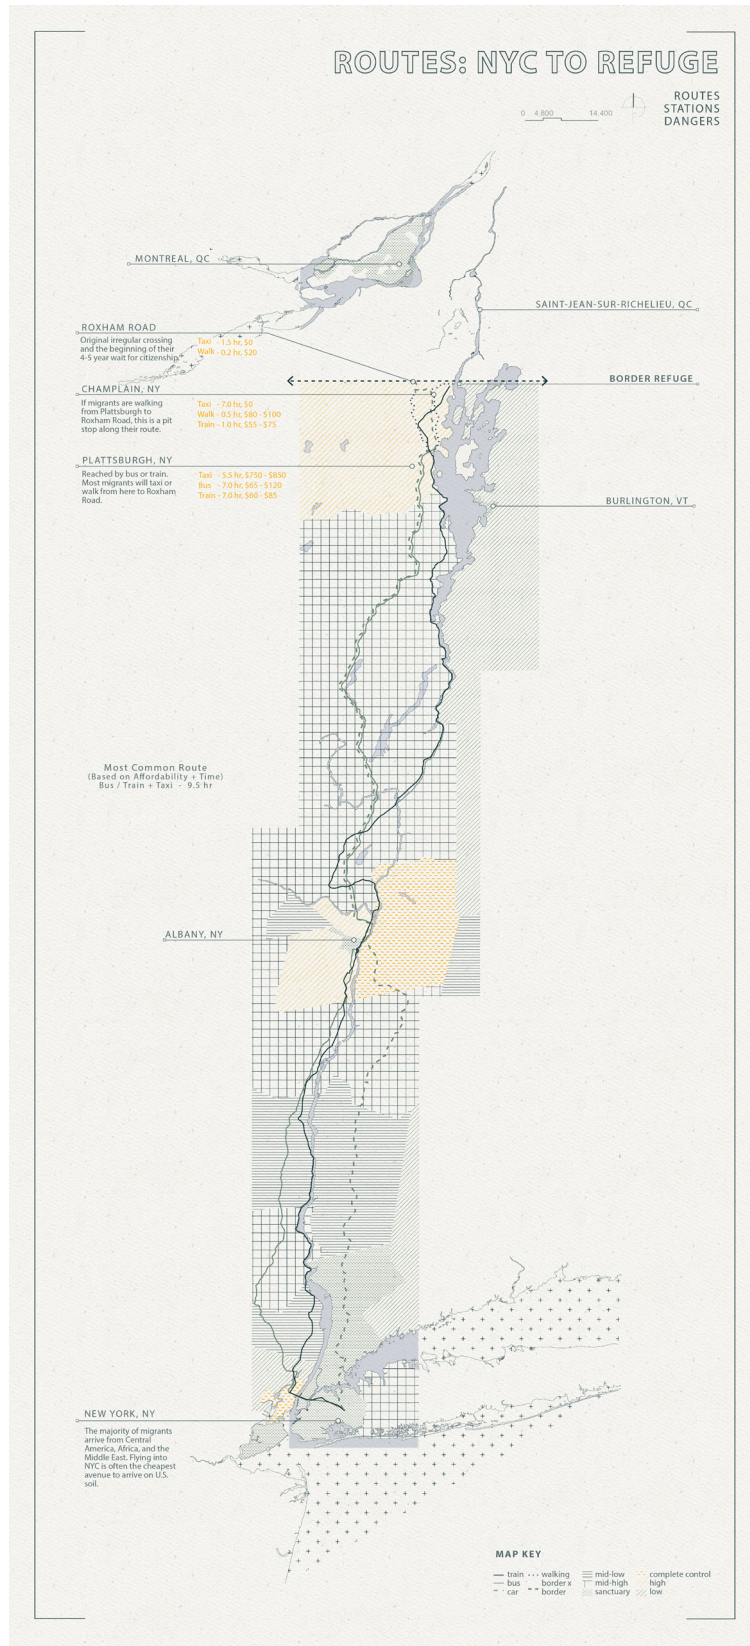 ROUTES: NYC TO REFUGE
ROUTES
STATIONS
DANGERS
0 4,800 14,400
MONTREAL, QC
SAINT-JEAN-SUR-RICHELIEU, QC
ROXHAM ROAD
Original irregular crossing
and the beginning of their
4-5 year wait for citizenship.
Taxi - 1.5 hr, $0
Walk - 0.2 hr, $20
BORDER REFUGE
CHAMPLAIN, NY
If migrants are walking
from Plattsburgh to
Roxham Road, this is a pit
stop along their route.
Taxi - 7.0 hr, $0
Walk - 0.5 hr, $80 - $100
Train - 1.0 hr, $55 - $75
PLATTSBURGH, NY
Reached by bus or train.
Most migrants will taxi or
walk from here to Roxham
Road.
Taxi - 5.5 hr, $750 - $850
Bus - 7.0 hr, $65 - $120
Train - 7.0 hr, $60 - $85
BURLINGTON, VT
Most Common Route
(Based on Affordability + Time)
Bus / Train + Taxi - 9.5 hr
ALBANY, NY
NEW YORK, NY
The majority of migrants
arrive from Central
America, Africa, and the
Middle East. Flying into
NYC is often the cheapest
avenue to arrive on U.S.
soil.
MAP KEY
train walking mid-low complete control
bus border x mid-high high
car border sanctuary low